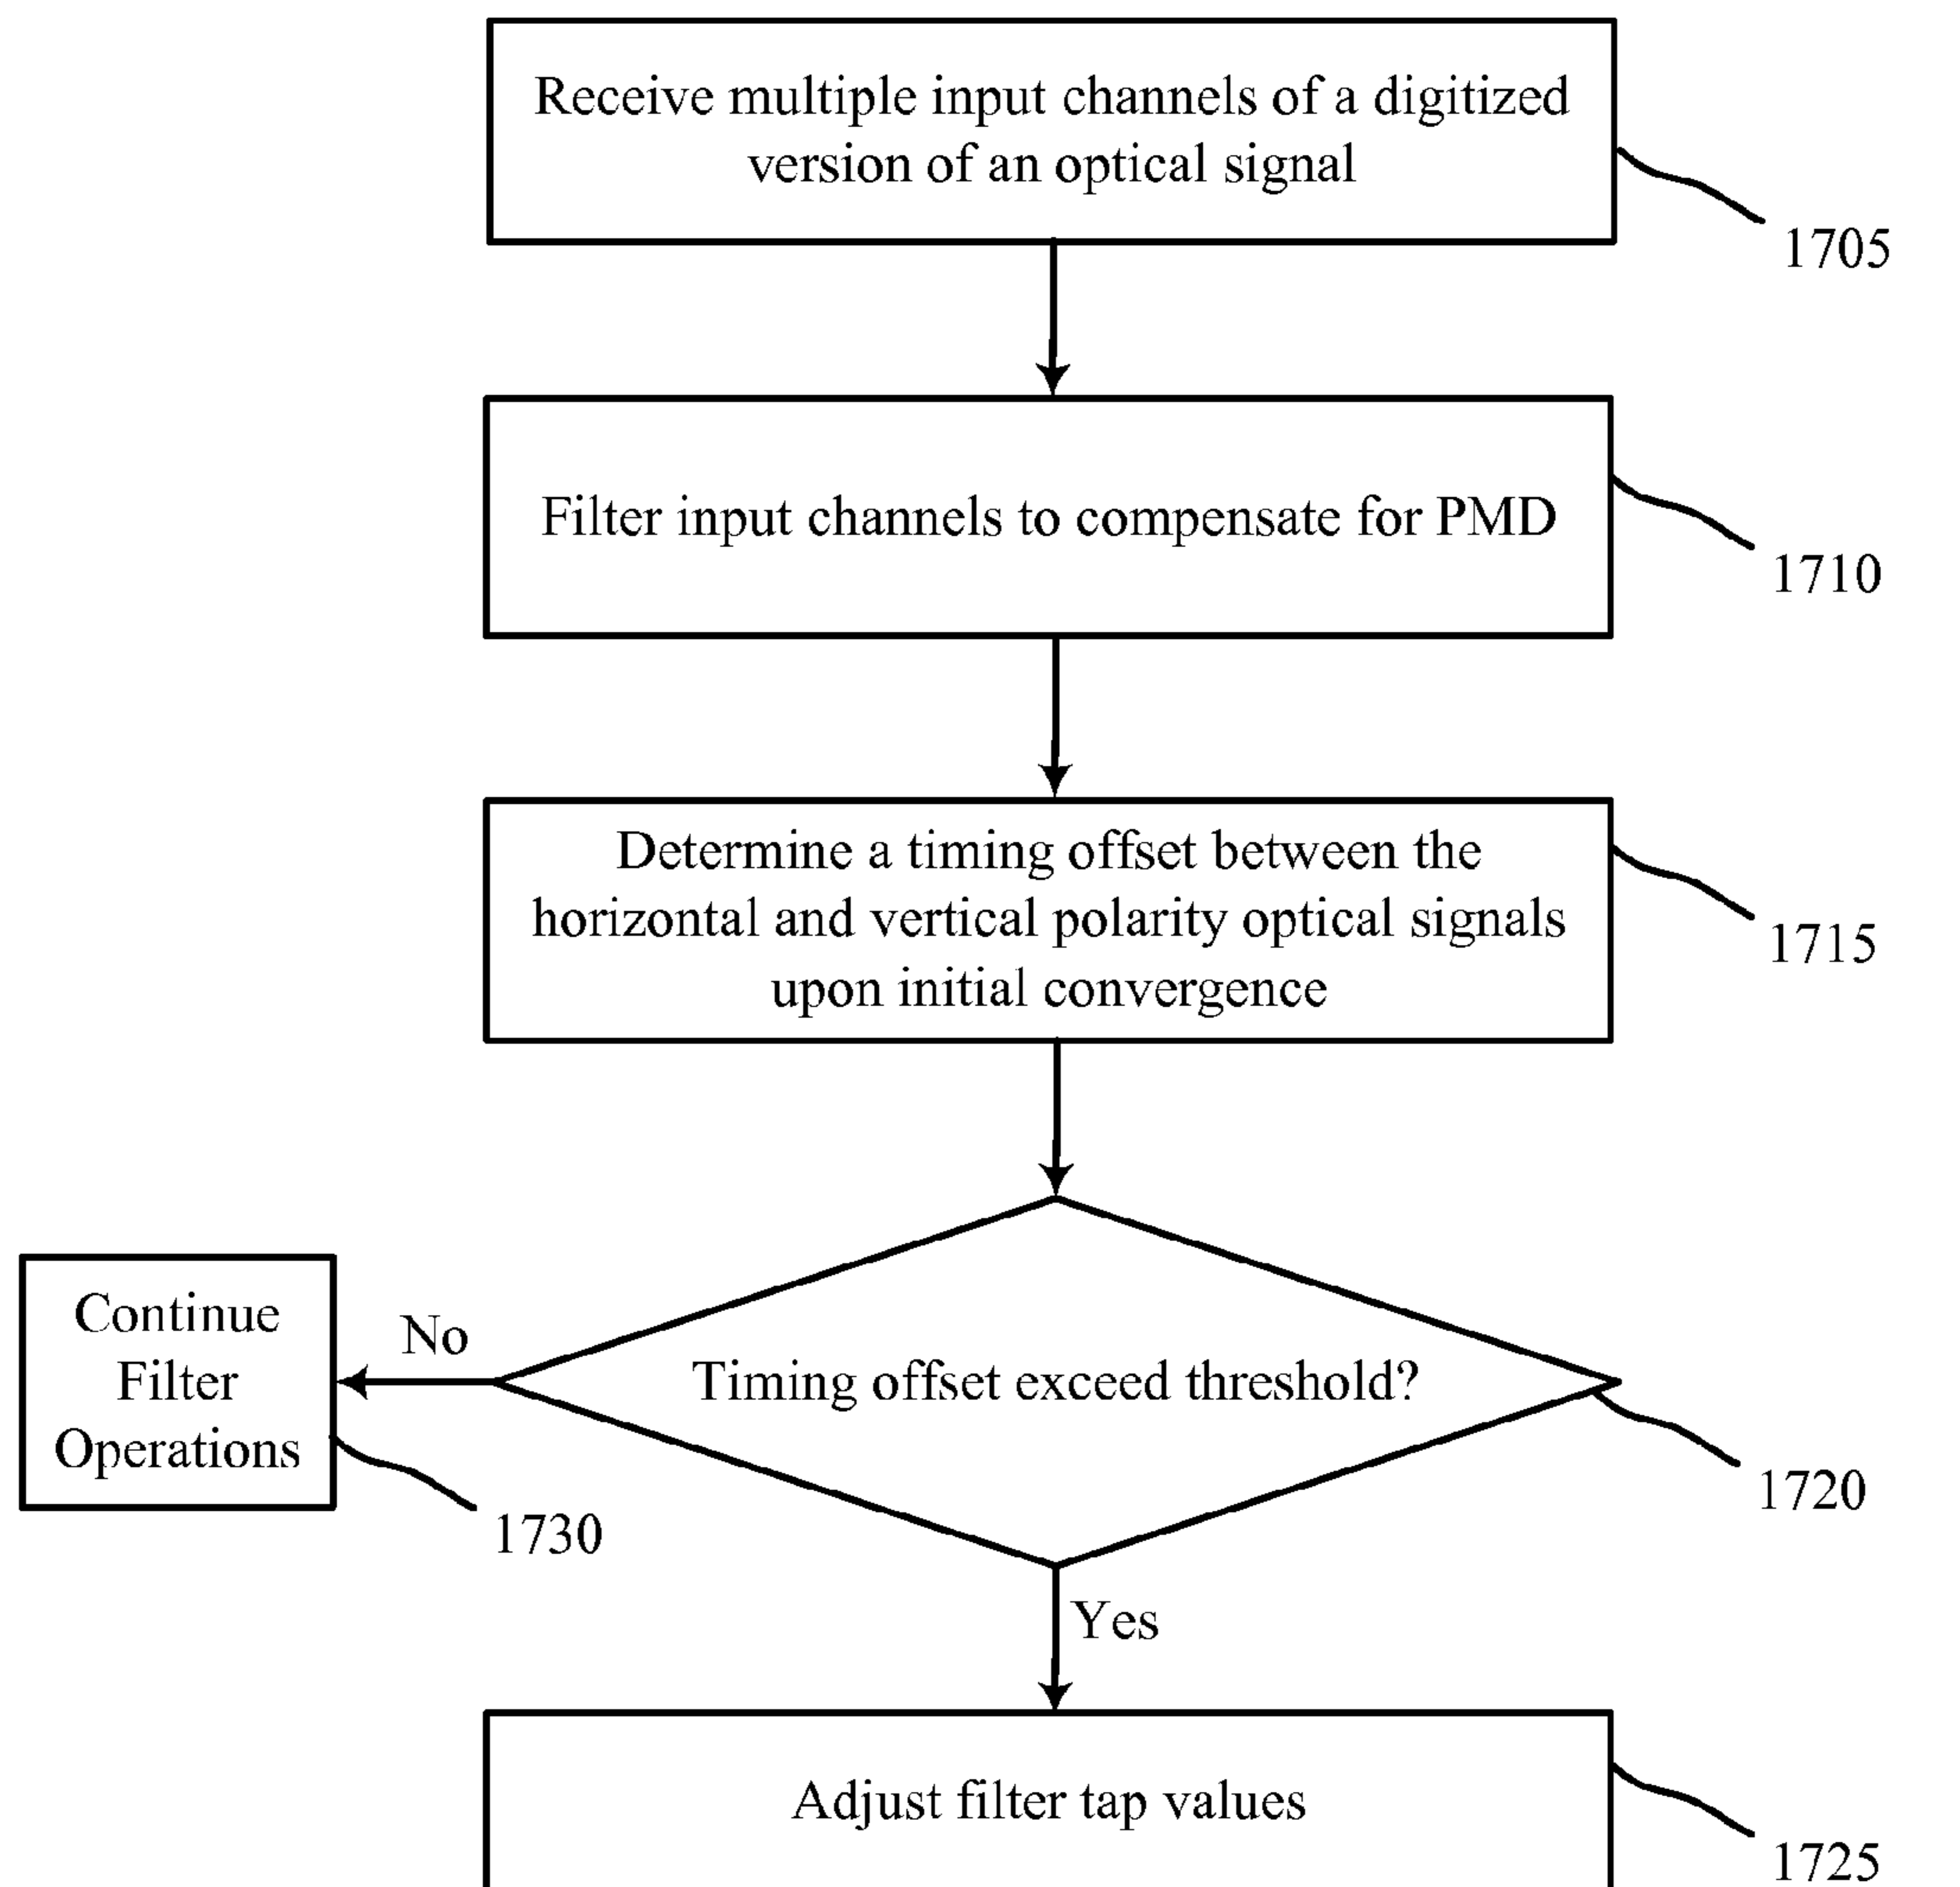 Receive multiple input channels of a digitized
version of an optical signal
1705
Filter input channels to compensate for PMD
1710
Determine a timing offset between the
horizontal and vertical polarity optical signals
upon initial convergence
1715
Timing offset exceed threshold?
1720
No
Continue
Filter
Operations
1730
Yes
Adjust filter tap values
1725